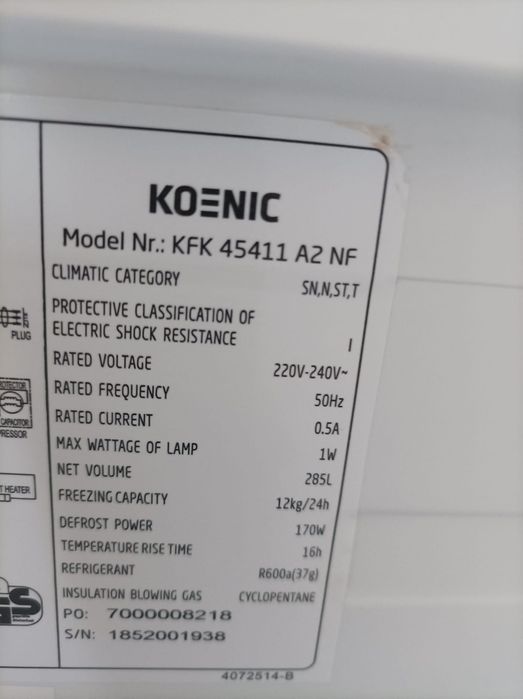 KOENIC
Model Nr.: KFK 45411 A2 NF
CLIMATIC CATEGORY SN,N,ST,T
PROTECTIVE CLASSIFICATION OF
ELECTRIC SHOCK RESISTANCE I
PLUG
RATED VOLTAGE 220V-240V~
RATED FREQUENCY 50Hz
RATED CURRENT 0.5A
CAPACITOR
MAX WATTAGE OF LAMP 1W
NET VOLUME 285L
HEATER
FREEZING CAPACITY 12kg/24h
DEFROST POWER 170W
TEMPERATURE RISE TIME 16h
REFRIGERANT R600a(37g)
INSULATION BLOWING GAS CYCLOPENTANE
GS
PO: 7000008218
S/N: 1852001938
4072514-B